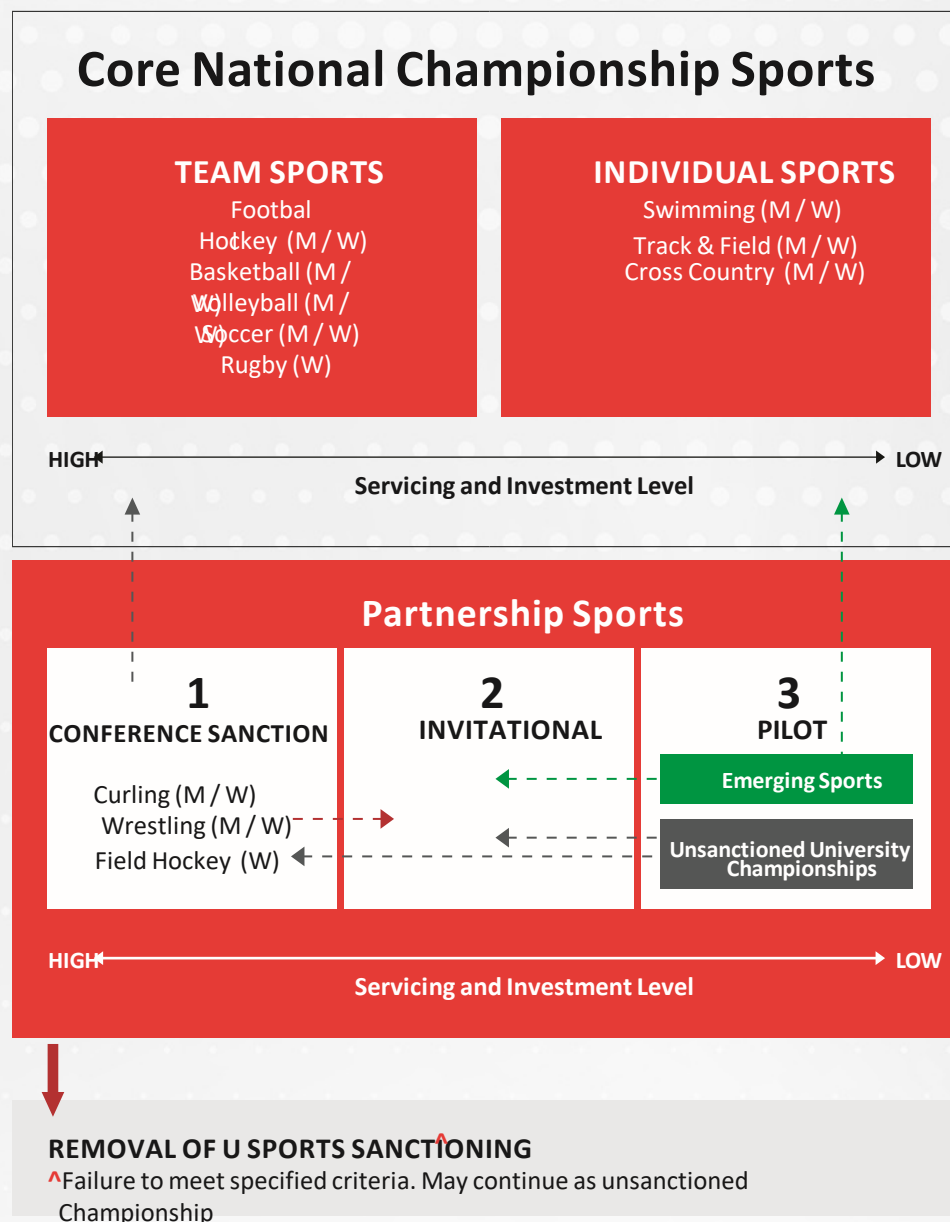 Core National Championship Sports
TEAM SPORTS
Footbal
l
Hockey (M / W)
Basketball (M /
W)
Volleyball (M /
W)
Soccer (M / W)
Rugby (W)
INDIVIDUAL SPORTS
Swimming (M / W)
Track & Field (M / W)
Cross Country (M / W)
HIGH
LOW
Servicing and Investment Level
Partnership Sports
1
CONFERENCE SANCTION
Curling (M / W)
Wrestling (M / W)
Field Hockey (W)
2
INVITATIONAL
3
PILOT
Emerging Sports
Unsanctioned University
Championships
HIGH
LOW
Servicing and Investment Level
REMOVAL OF U SPORTS SANCTIONING^
^Failure to meet specified criteria. May continue as unsanctioned
Championship